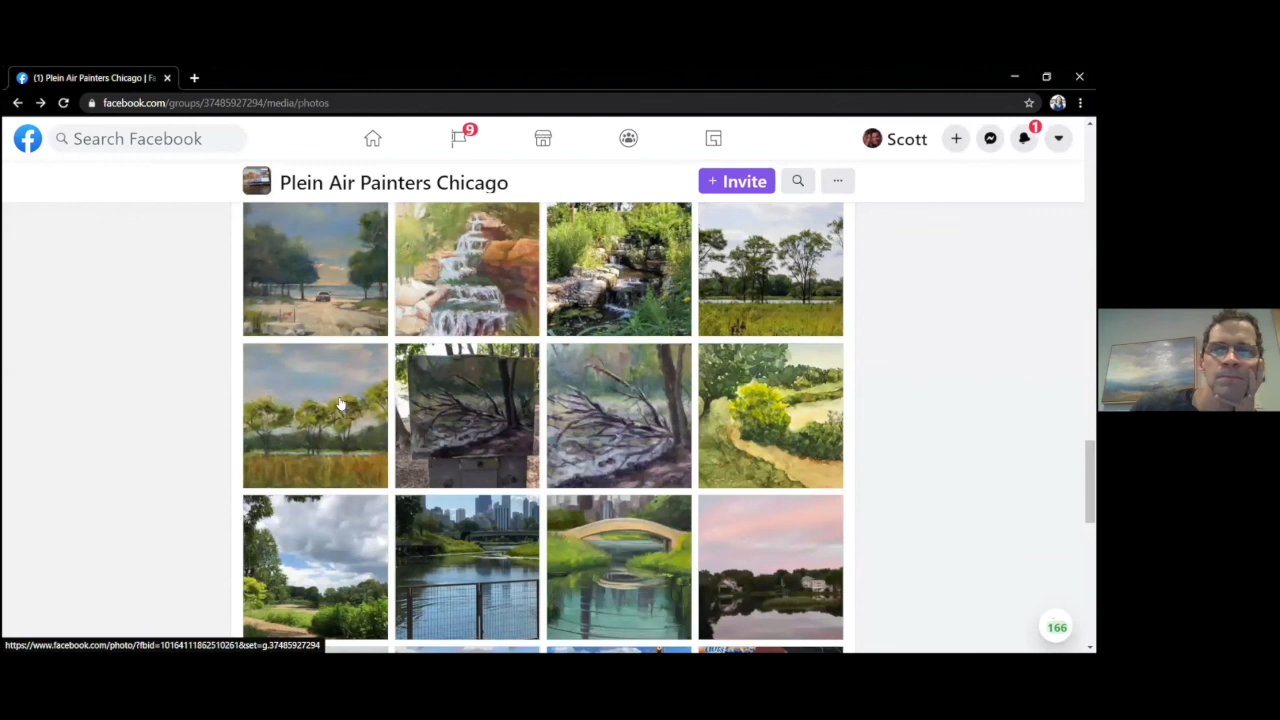 (1) Plein Air Painters Chicago | Fa
facebook.com/groups/37485927294/media/photos
Search Facebook
9
Scott
1
Plein Air Painters Chicago
+ Invite
166
https://www.facebook.com/photo/?fbid=10164111862510261&set=g.37485927294